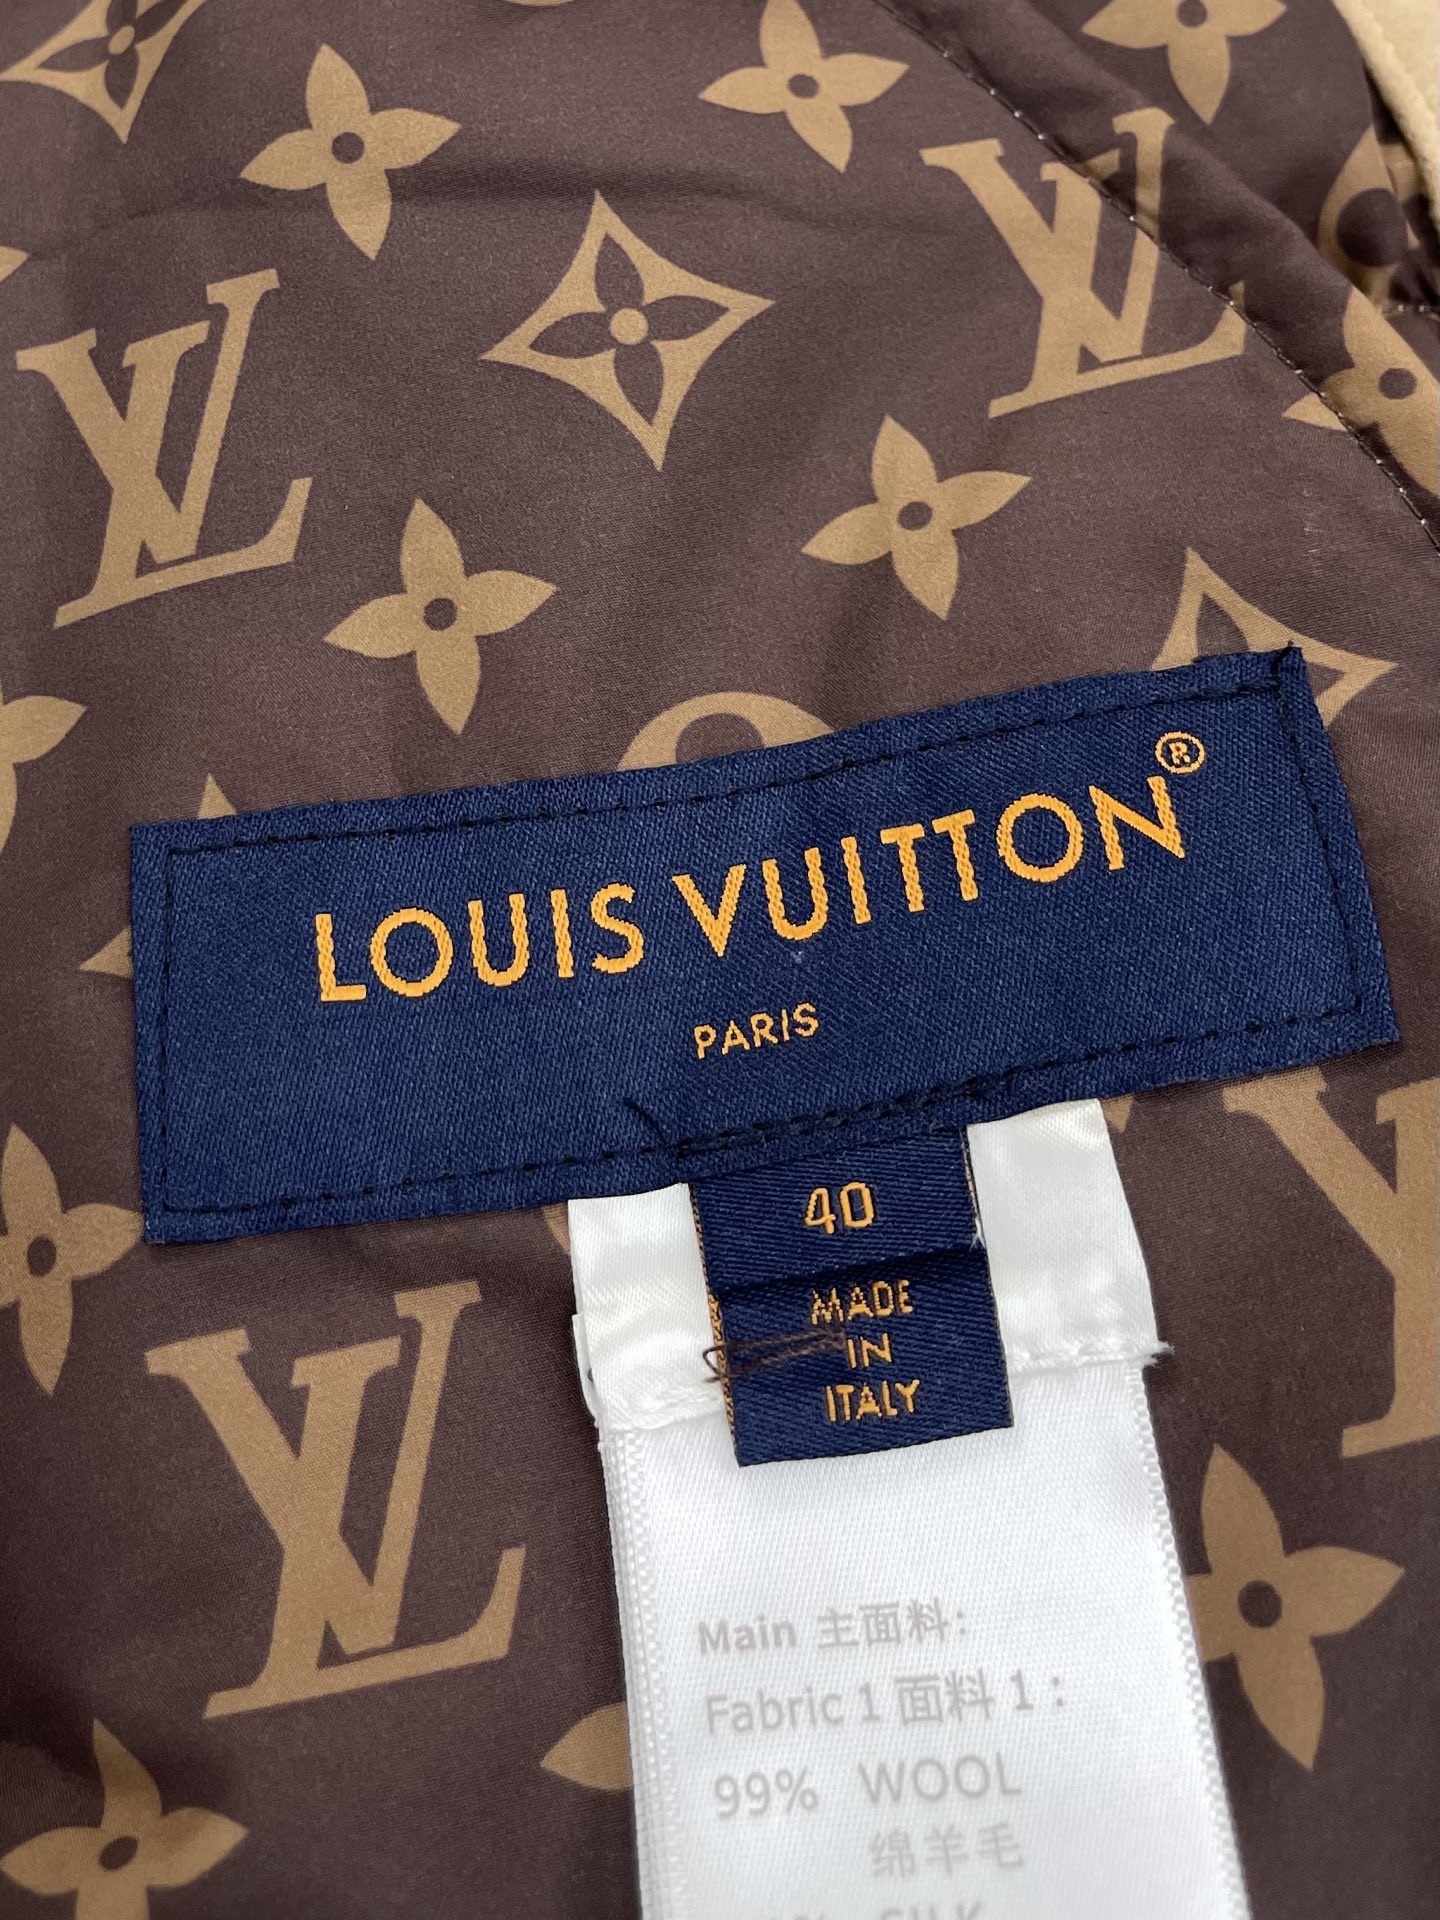 LOUIS VUITTON®
PARIS
40
MADE
IN
ITALY
Main 主面料:
Fabric 1 面料 1 :
99% WOOL
绵羊毛
SILK